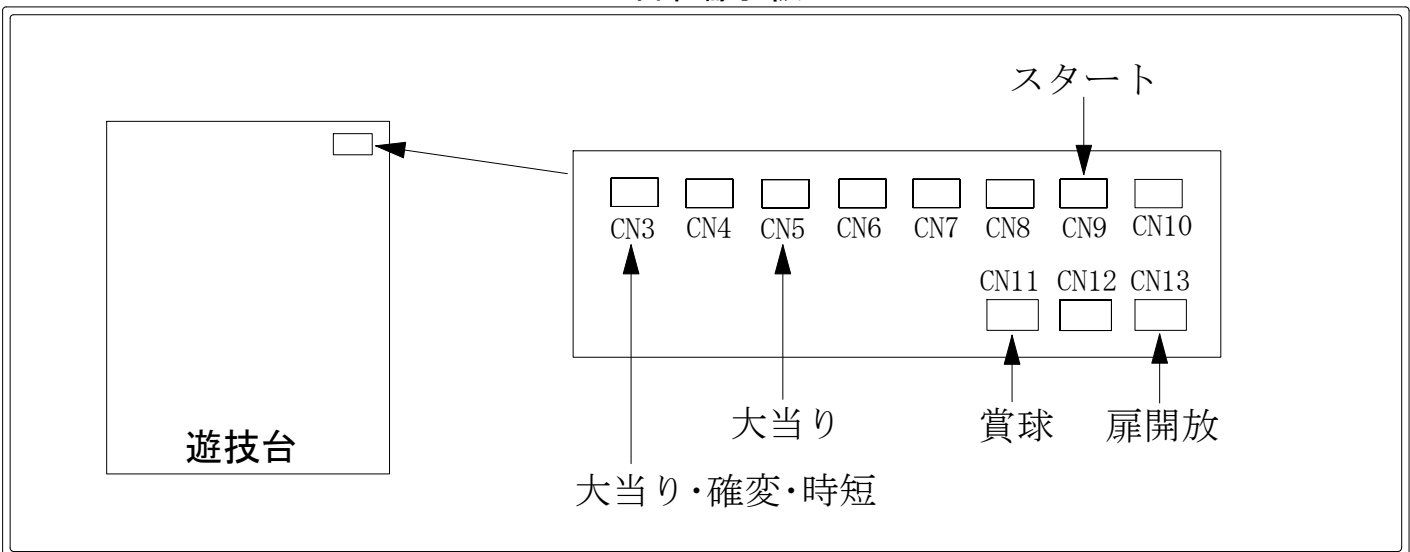 スタート
CN3 CN4 CN5 CN6 CN7 CN8 CN9 CN10
CN11 CN12 CN13
大当り 賞球 扉開放
遊技台
大当り・確変・時短